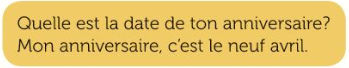 Quelle est la date de ton anniversaire?
Mon anniversaire, c’est le neuf avril.